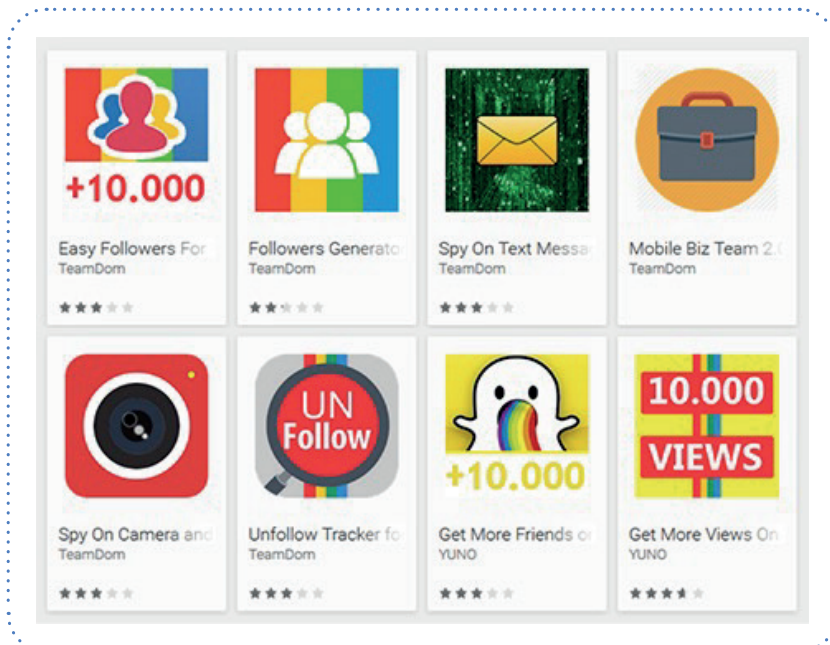 +10.000
Easy Followers For
TeamDom
Followers Generato
TeamDom
Spy On Text Messa
TeamDom
Mobile Biz Team 2.
TeamDom
Spy On Camera and
TeamDom
UN
Follow
Unfollow Tracker fo
TeamDom
+10.000
Get More Friends on
YUNO
10.000
VIEWS
Get More Views On
YUNO